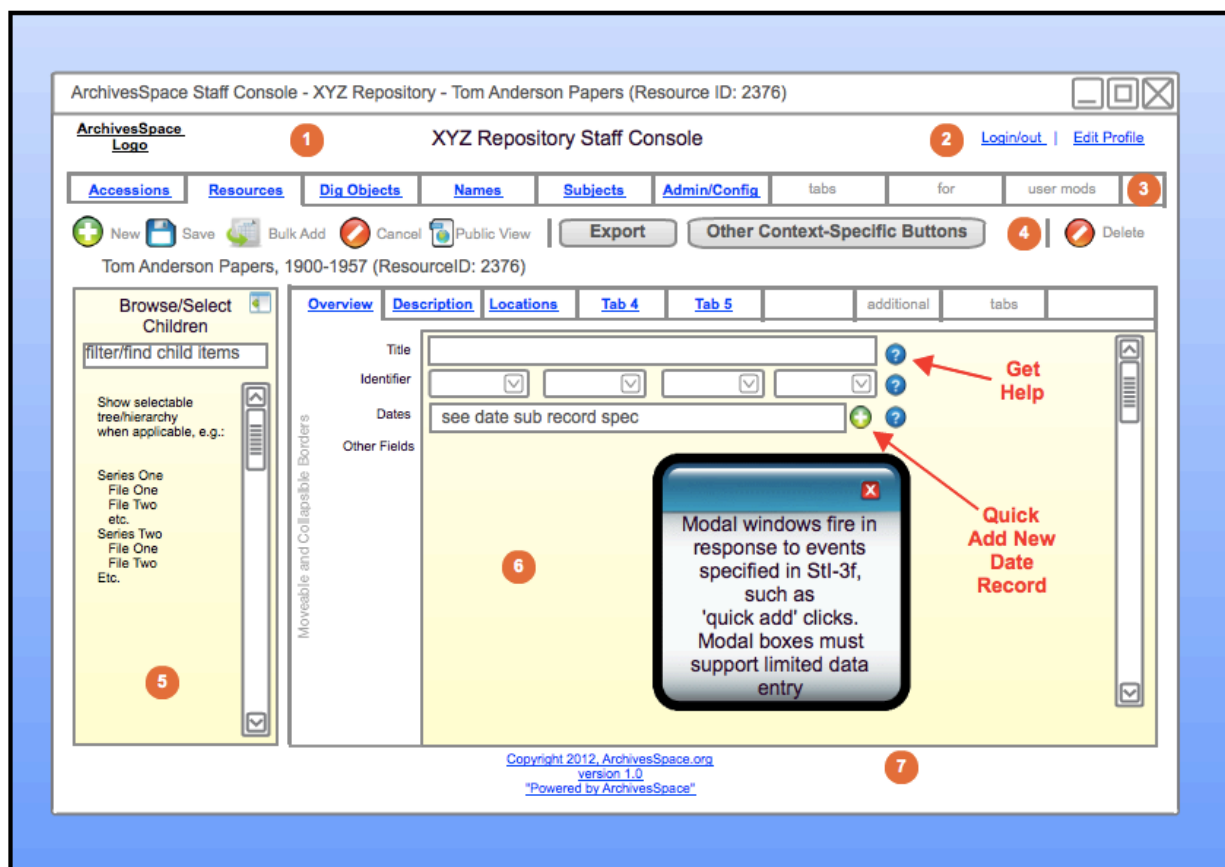 ArchivesSpace Staff Console - XYZ Repository - Tom Anderson Papers (Resource ID: 2376)
ArchivesSpace
Logo
1
XYZ Repository Staff Console
2
Login/out | Edit Profile
Accessions Resources Dig Objects Names Subjects Admin/Config tabs for user mods 3
New Save Bulk Add Cancel Public View Export Other Context-Specific Buttons 4 Delete
Tom Anderson Papers, 1900-1957 (ResourceID: 2376)
Browse/Select
Children
filter/find child items
Show selectable
tree/hierarchy
when applicable, e.g.:
Series One
File One
File Two
etc.
Series Two
File One
File Two
Etc.
5
Overview Description Locations Tab 4 Tab 5 additional tabs
Moveable and Collapsible Borders
Title ?
Identifier ?
Dates see date sub record spec ?
Other Fields
Get
Help
Quick
Add New
Date
Record
6
X
Modal windows fire in
response to events
specified in StI-3f,
such as
'quick add' clicks.
Modal boxes must
support limited data
entry
Copyright 2012, ArchivesSpace.org
version 1.0
"Powered by ArchivesSpace"
7